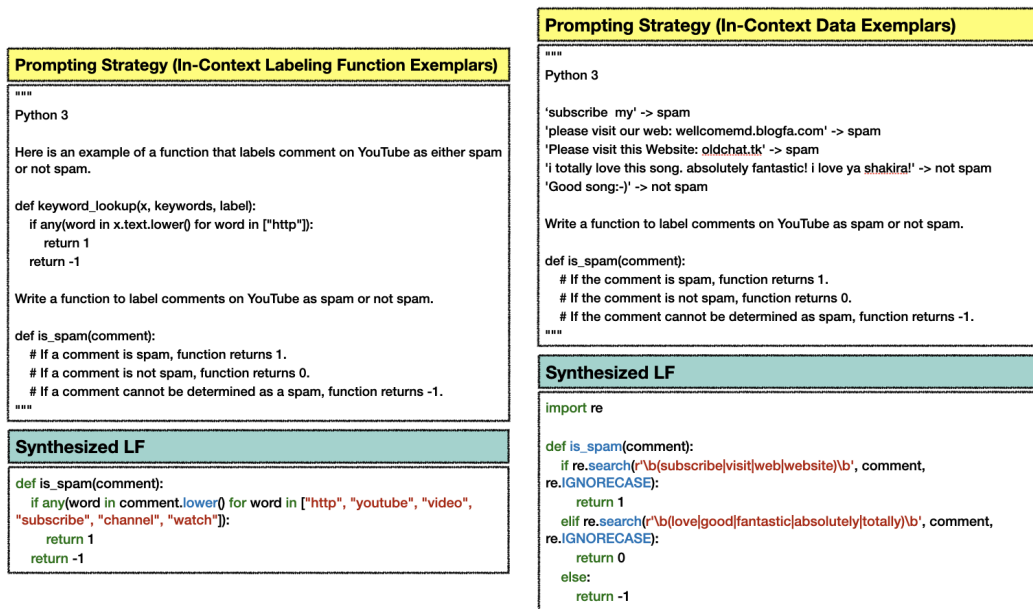 Prompting Strategy (In-Context Labeling Function Exemplars)
"""
Python 3
Here is an example of a function that labels comment on YouTube as either spam
or not spam.
def keyword_lookup(x, keywords, label):
if any(word in x.text.lower() for word in ["http"]):
return 1
return -1
Write a function to label comments on YouTube as spam or not spam.
def is_spam(comment):
# If a comment is spam, function returns 1.
# If a comment is not spam, function returns 0.
# If a comment cannot be determined as a spam, function returns -1.
"""
Synthesized LF
def is_spam(comment):
if any(word in comment.lower() for word in ["http", "youtube", "video",
"subscribe", "channel", "watch"]):
return 1
return -1
Prompting Strategy (In-Context Data Exemplars)
"""
Python 3
‘subscribe  my' -> spam
'please visit our web: wellcomemd.blogfa.com' -> spam
'Please visit this Website: oldchat.tk' -> spam
'i totally love this song. absolutely fantastic! i love ya shakira!' -> not spam
'Good song:-)' -> not spam
Write a function to label comments on YouTube as spam or not spam.
def is_spam(comment):
# If the comment is spam, function returns 1.
# If the comment is not spam, function returns 0.
# If the comment cannot be determined as spam, function returns -1.
"""
Synthesized LF
import re
def is_spam(comment):
if re.search(r'\b(subscribe|visit|web|website)\b', comment,
re.IGNORECASE):
return 1
elif re.search(r'\b(love|good|fantastic|absolutely|totally)\b', comment,
re.IGNORECASE):
return 0
else:
return -1